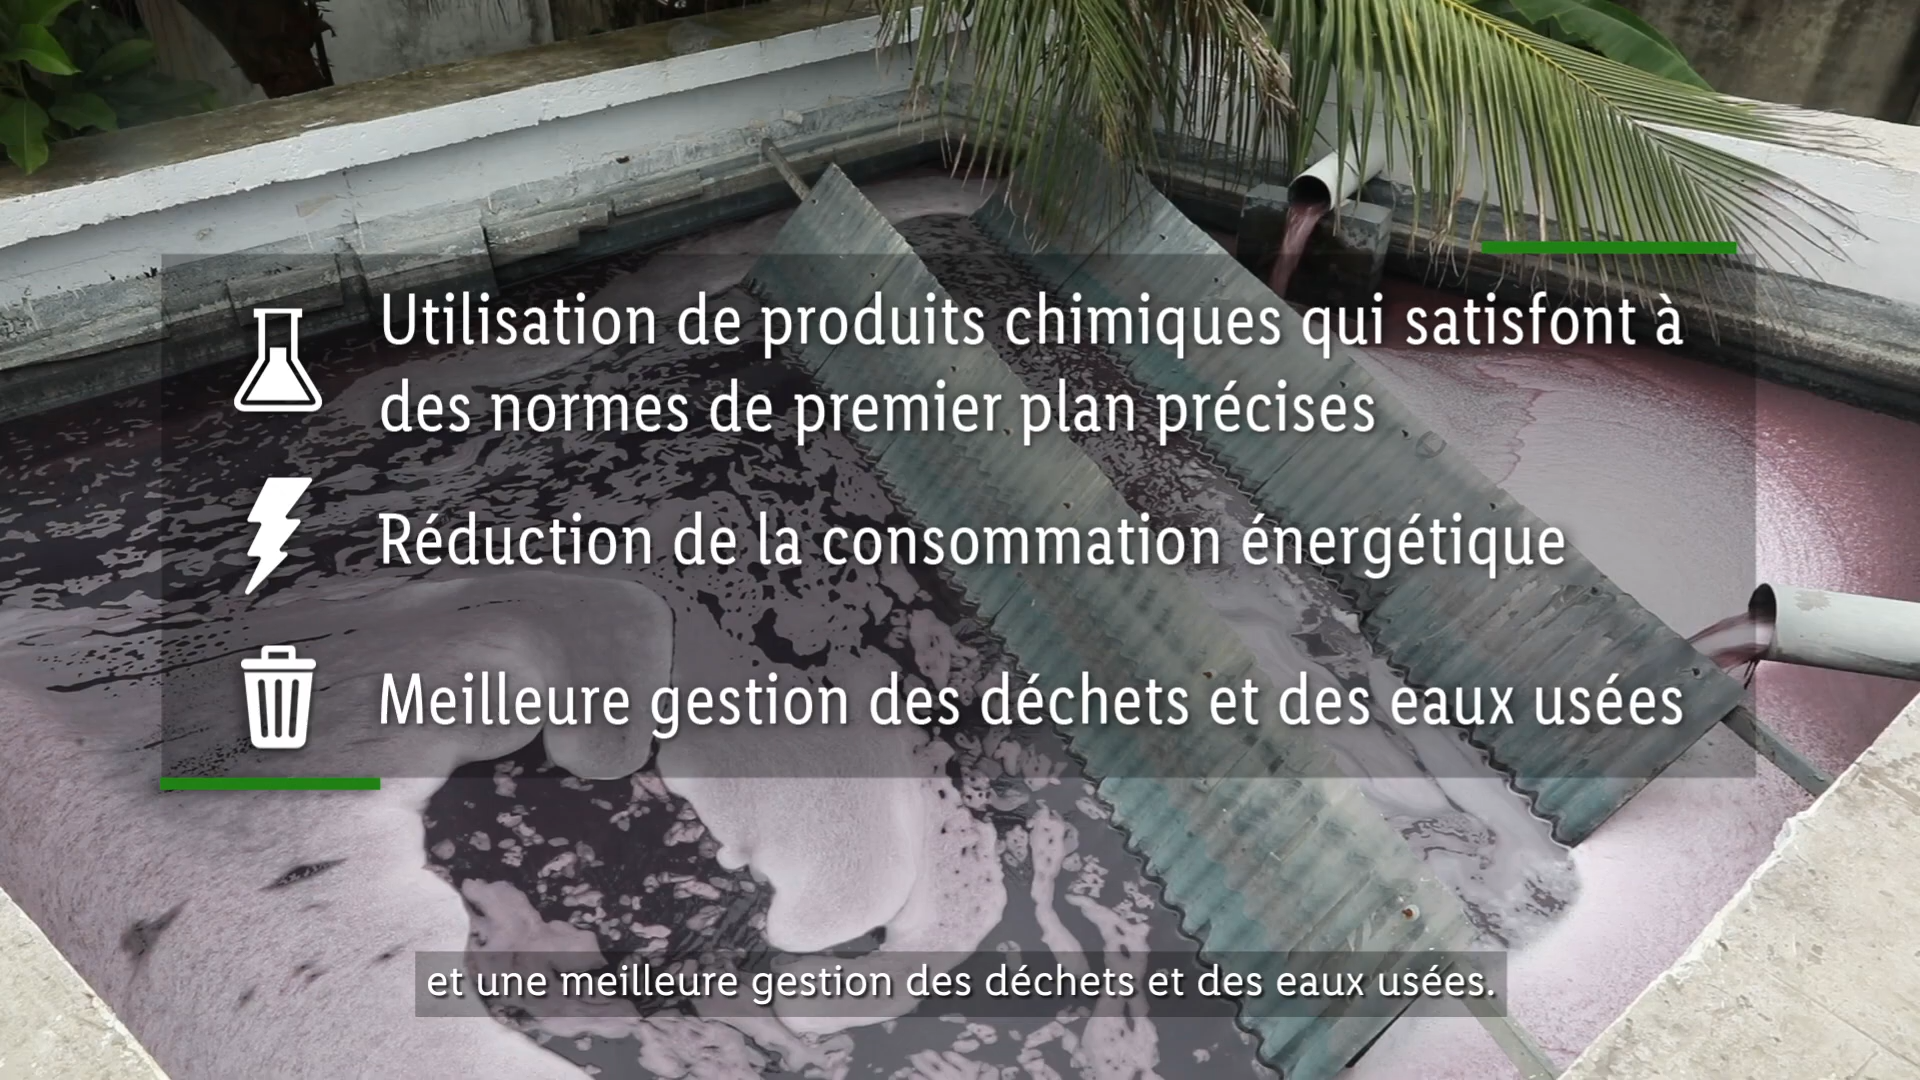 Utilisation de produits chimiques qui satisfont à
des normes de premier plan précises
Réduction de la consommation énergétique
Meilleure gestion des déchets et des eaux usées
et une meilleure gestion des déchets et des eaux usées.